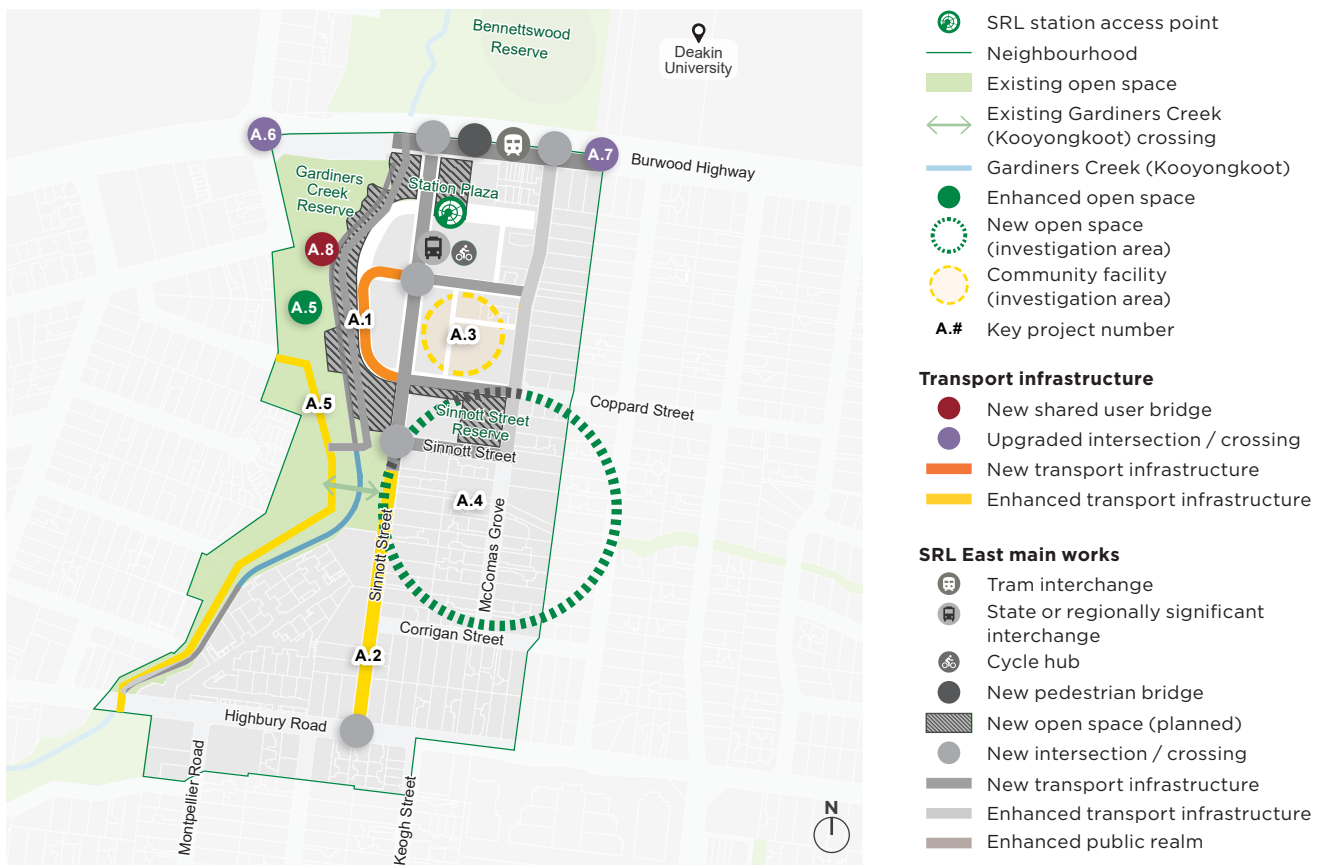 Bennettswood
Reserve
Deakin
University
A.6
A.7
Burwood Highway
Gardiners
Creek
Reserve
Station Plaza
A.8
A.5
A.1
A.3
A.5
Coppard Street
Sinnott Street
Reserve
Sinnott Street
A.4
Sinnott Street
McComas Grove
Corrigan Street
A.2
Highbury Road
Montpellier Road
Keogh Street
N
SRL station access point
Neighbourhood
Existing open space
Existing Gardiners Creek
(Kooyongkoot) crossing
Gardiners Creek (Kooyongkoot)
Enhanced open space
New open space
(investigation area)
Community facility
(investigation area)
A.# Key project number
Transport infrastructure
New shared user bridge
Upgraded intersection / crossing
New transport infrastructure
Enhanced transport infrastructure
SRL East main works
Tram interchange
State or regionally significant
interchange
Cycle hub
New pedestrian bridge
New open space (planned)
New intersection / crossing
New transport infrastructure
Enhanced transport infrastructure
Enhanced public realm